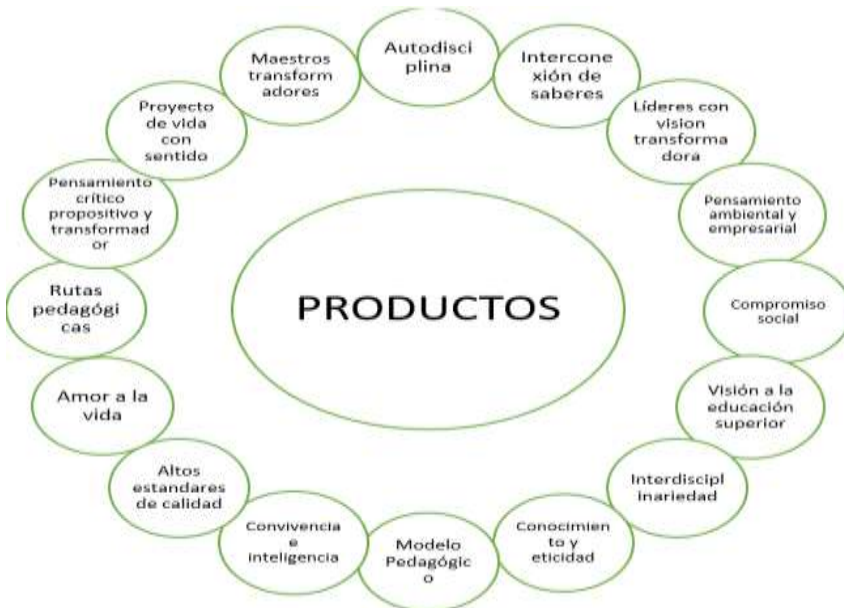 Autodisci
plina
Intercone
xión de
saberes
Líderes con
vision
transforma
dora
Pensamiento
ambiental y
empresarial
Compromiso
social
Visión a la
educación
superior
Interdiscipl
inariedad
Conocimien
to y
eticidad
Modelo
Pedagógic
o
Convivencia
e
inteligencia
Altos
estandares
de calidad
Amor a la
vida
Rutas
pedagógi
cas
Pensamiento
crítico
propositivo y
transformad
or
Proyecto
de vida
con
sentido
Maestros
transform
adores
PRODUCTOS